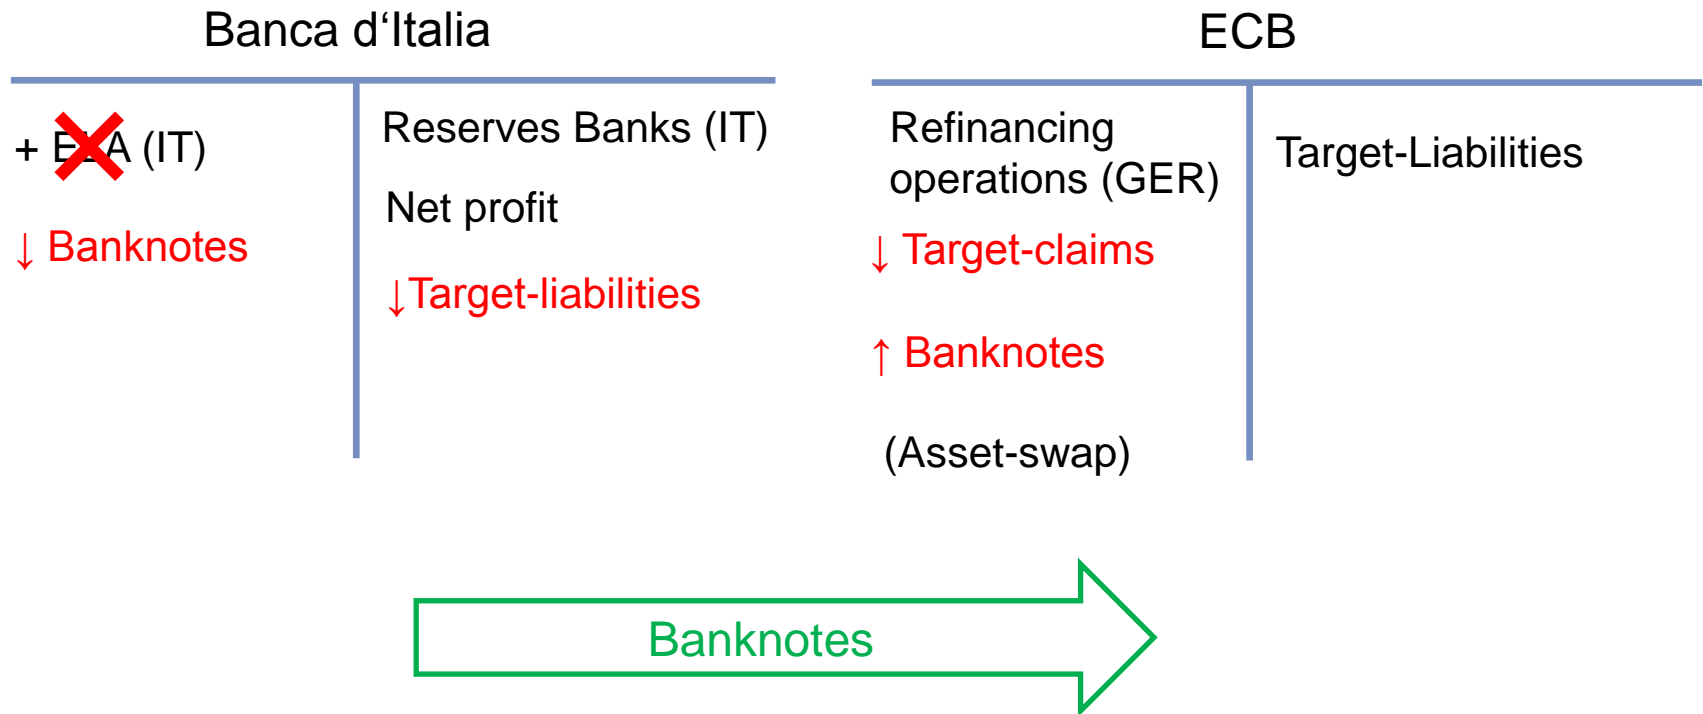 Banca d‘Italia
+ ELA (IT)
↓ Banknotes
Reserves Banks (IT)
Net profit
↓Target-liabilities
ECB
Refinancing
operations (GER)
↓ Target-claims
↑ Banknotes
(Asset-swap)
Target-Liabilities
Banknotes